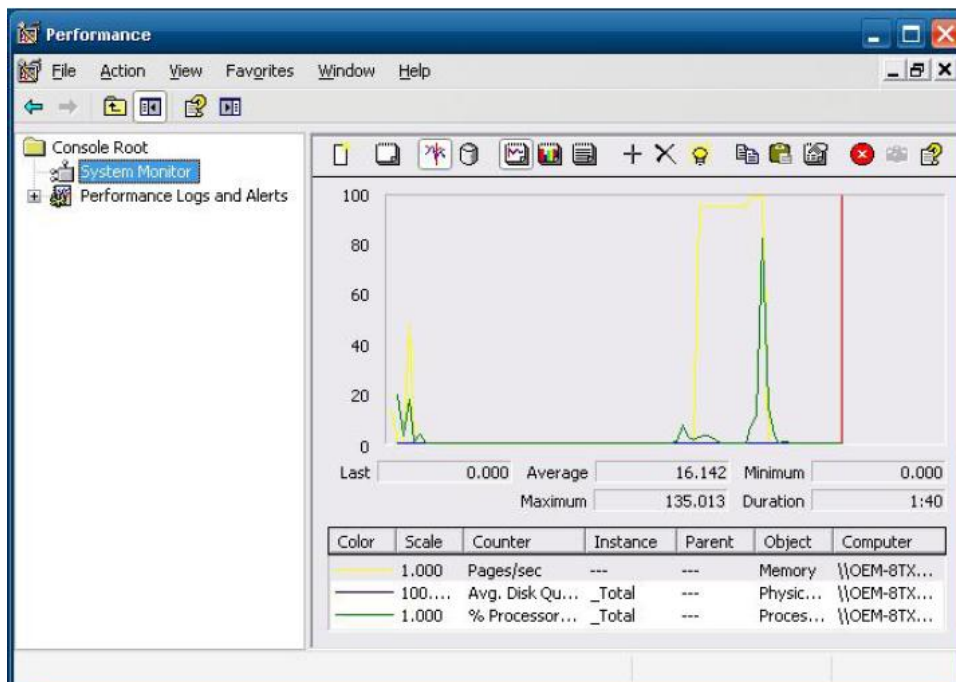 Performance
File Action View Favorites Window Help
Console Root
System Monitor
Performance Logs and Alerts
100
80
60
40
20
0
Last 0.000 Average 16.142 Minimum 0.000
Maximum 135.013 Duration 1:40
Color Scale Counter Instance Parent Object Computer
1.000 Pages/sec --- --- Memory \\OEM-8TX...
100.... Avg. Disk Qu... _Total --- Physic... \\OEM-8TX...
1.000 % Processor... _Total --- Proces... \\OEM-8TX...